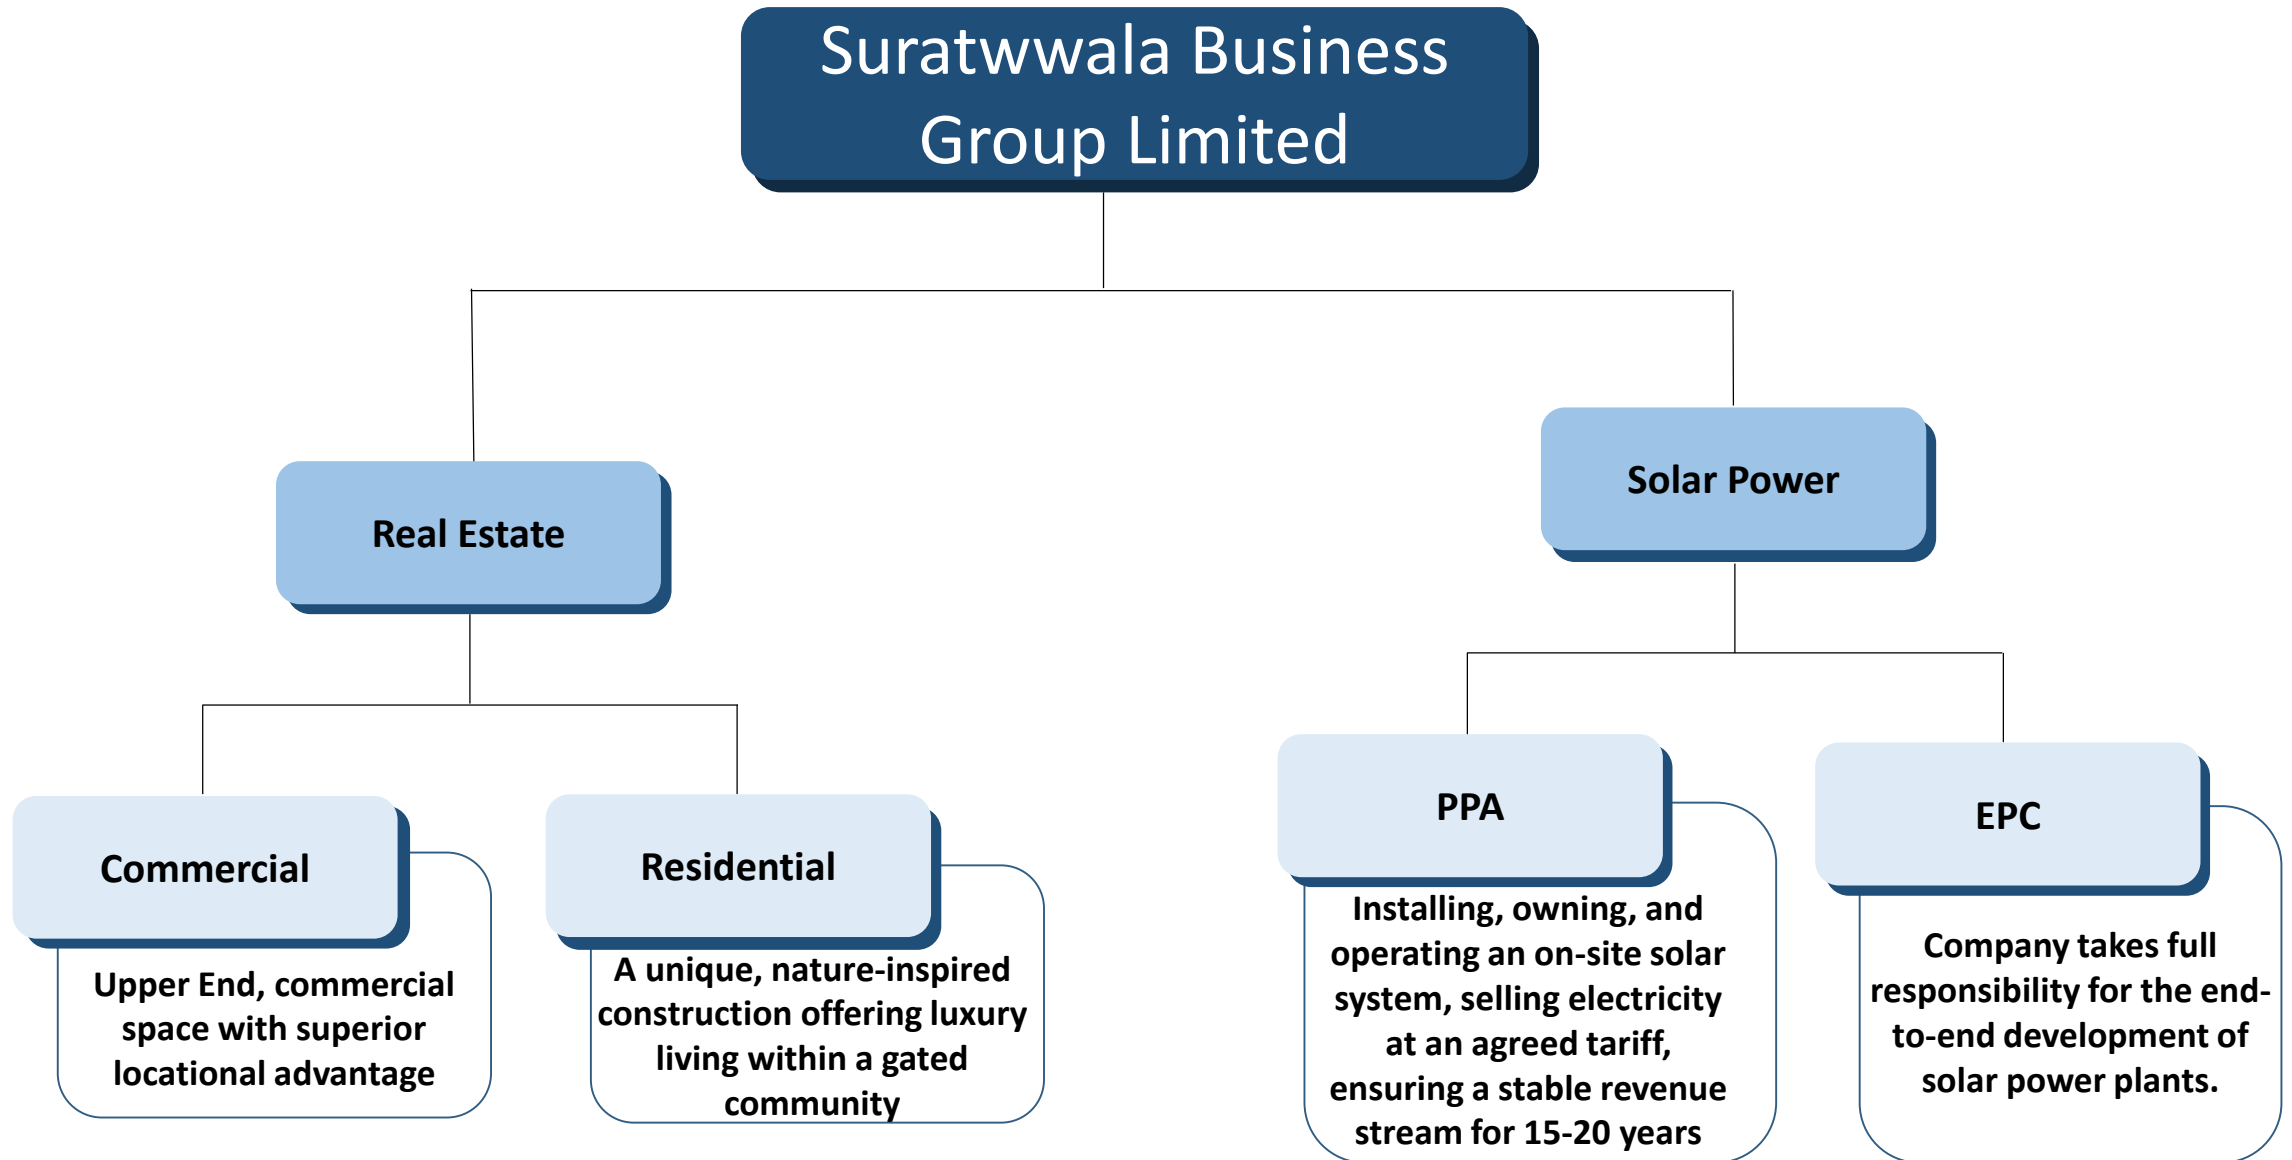 Suratwwala Business
Group Limited
Real Estate
Solar Power
Commercial
Upper End, commercial
space with superior
locational advantage
Residential
A unique, nature-inspired
construction offering luxury
living within a gated
community
PPA
Installing, owning, and
operating an on-site solar
system, selling electricity
at an agreed tariff,
ensuring a stable revenue
stream for 15-20 years
EPC
Company takes full
responsibility for the end-
to-end development of
solar power plants.